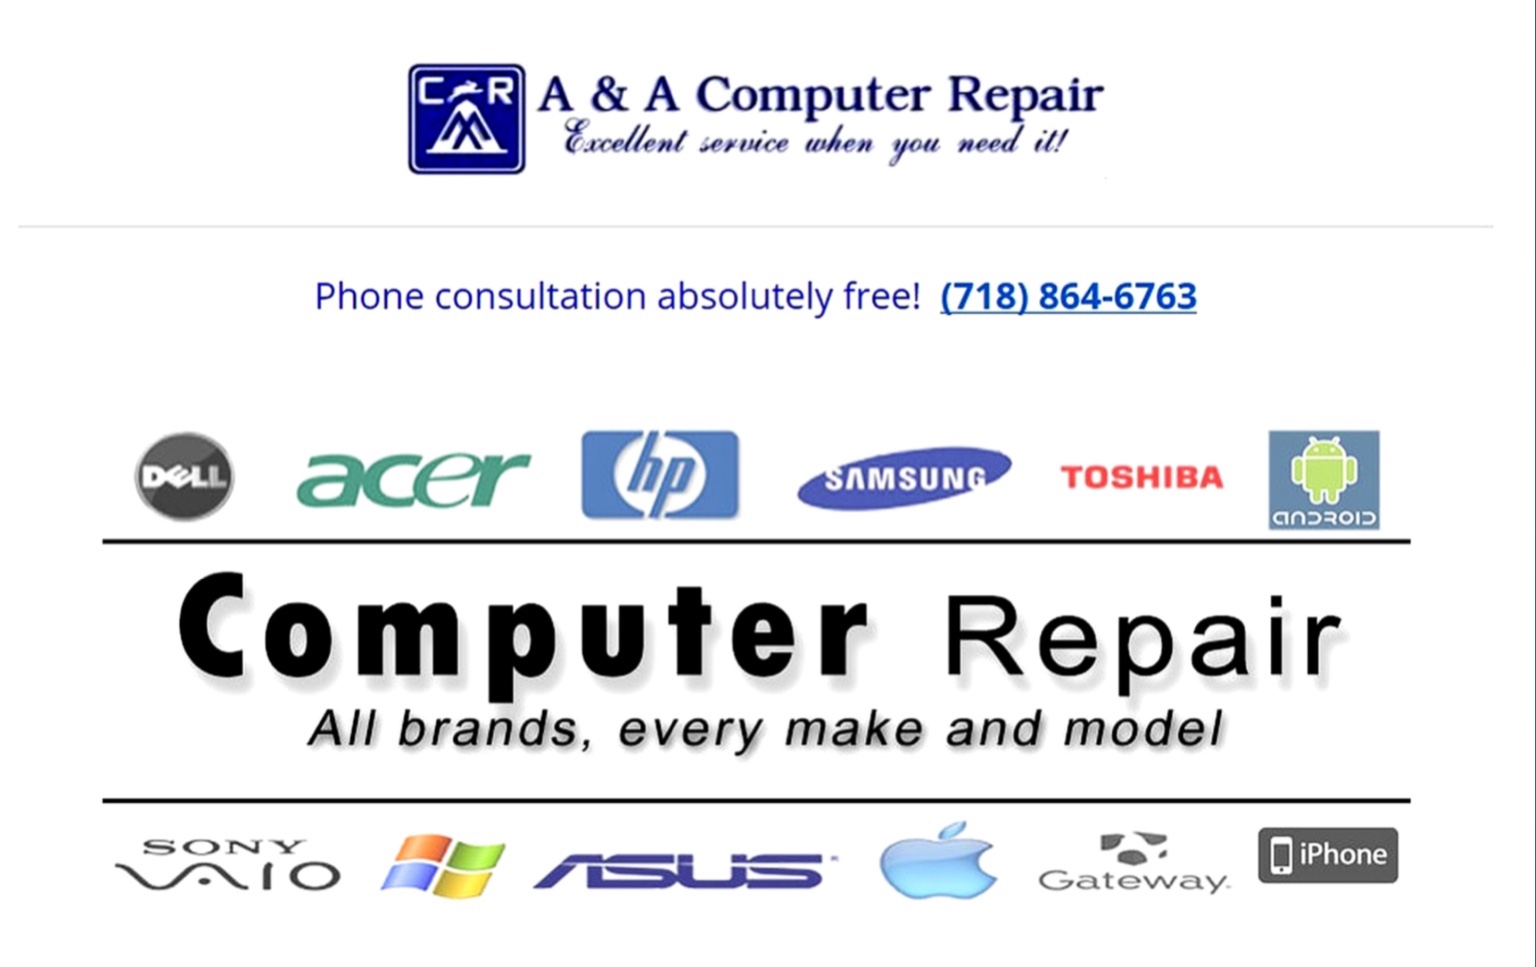 C R
A & A Computer Repair
Excellent service when you need it!
Phone consultation absolutely free! (718) 864-6763
DELL acer hp SAMSUNG TOSHIBA ANDROID
Computer Repair
All brands, every make and model
SONY
VAIO ASUS Gateway iPhone